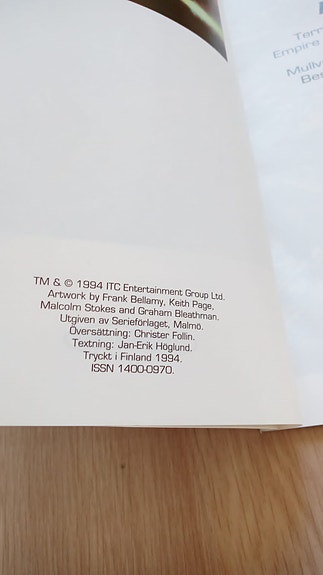 TM & © 1994 ITC Entertainment Group Ltd.
Artwork by Frank Bellamy, Keith Page,
Malcolm Stokes and Graham Bleathman.
Utgiven av Serieförlaget, Malmö.
Översättning: Christer Follin.
Textning: Jan-Erik Höglund.
Tryckt i Finland 1994.
ISSN 1400-0970.
Empire